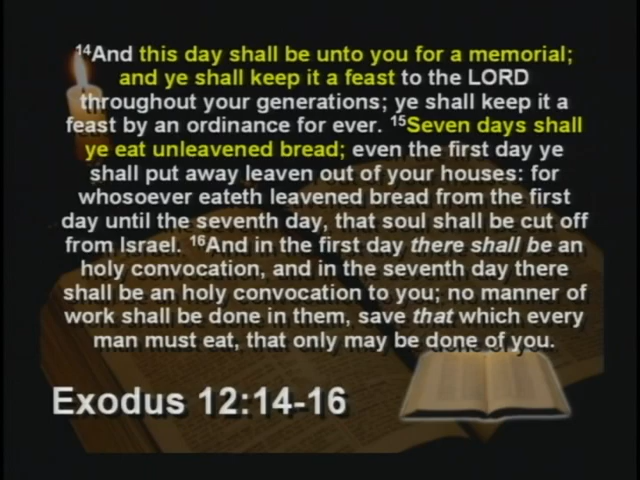 ¹⁴And this day shall be unto you for a memorial;
and ye shall keep it a feast to the LORD
throughout your generations; ye shall keep it a
feast by an ordinance for ever. ¹⁵Seven days shall
ye eat unleavened bread; even the first day ye
shall put away leaven out of your houses: for
whosoever eateth leavened bread from the first
day until the seventh day, that soul shall be cut off
from Israel. ¹⁶And in the first day there shall be an
holy convocation, and in the seventh day there
shall be an holy convocation to you; no manner of
work shall be done in them, save that which every
man must eat, that only may be done of you.
Exodus 12:14-16